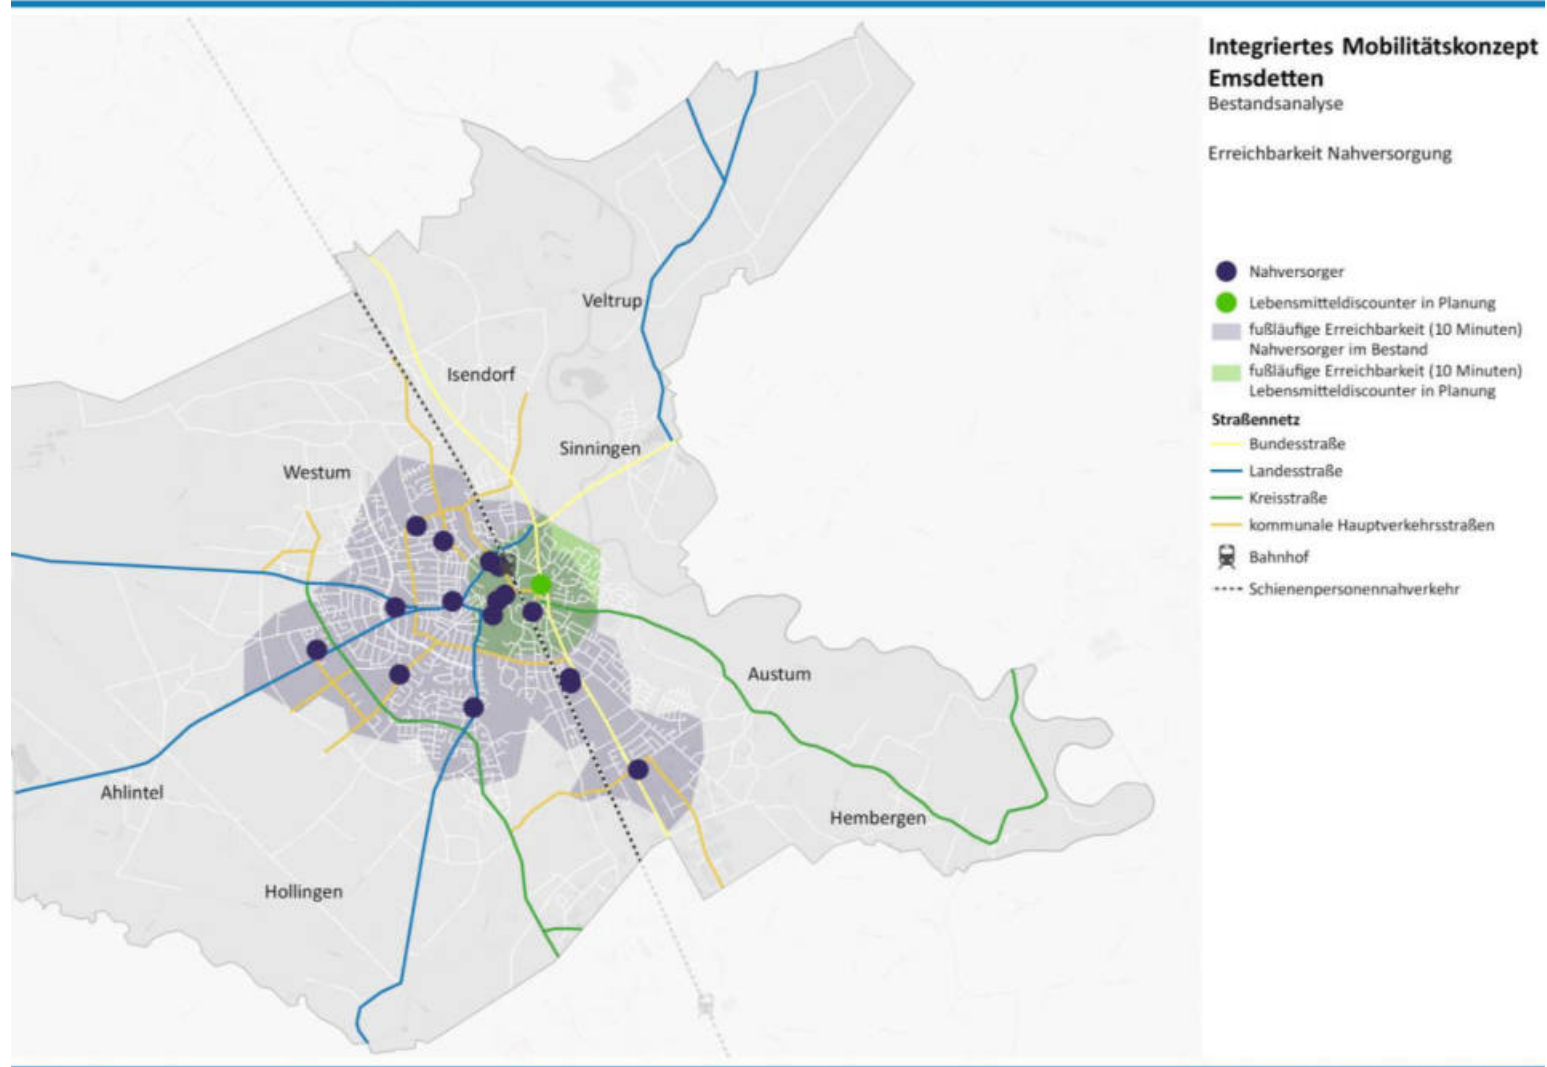 Integriertes Mobilitätskonzept
Emsdetten
Bestandsanalyse
Erreichbarkeit Nahversorgung
Nahversorger
Lebensmitteldiscounter in Planung
fußläufige Erreichbarkeit (10 Minuten)
Nahversorger im Bestand
fußläufige Erreichbarkeit (10 Minuten)
Lebensmitteldiscounter in Planung
Straßennetz
Bundesstraße
Landesstraße
Kreisstraße
kommunale Hauptverkehrsstraßen
Bahnhof
Schienenpersonennahverkehr
Veltrup
Isendorf
Sinningen
Westum
Austum
Ahlintel
Hembergen
Hollingen